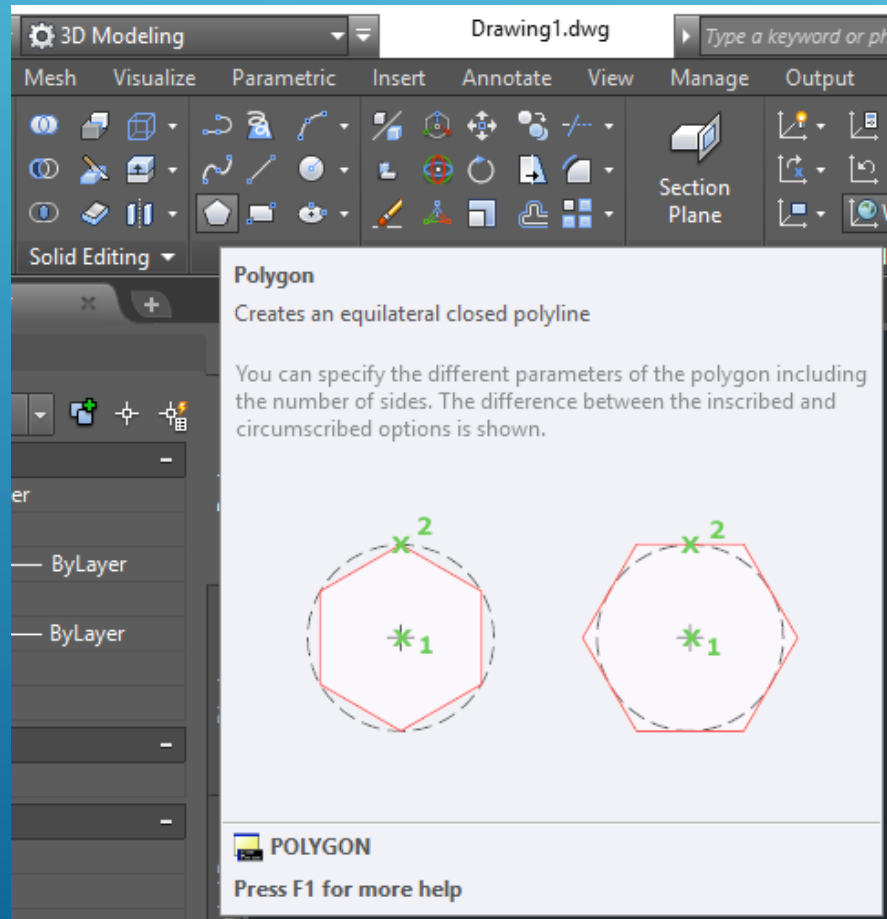 3D Modeling
Drawing1.dwg
Type a keyword or ph
Mesh Visualize Parametric Insert Annotate View Manage Output
Section
Plane
Solid Editing
Polygon
Creates an equilateral closed polyline
You can specify the different parameters of the polygon including
the number of sides. The difference between the inscribed and
circumscribed options is shown.
er
ByLayer
ByLayer
2 2
1 1
POLYGON
Press F1 for more help